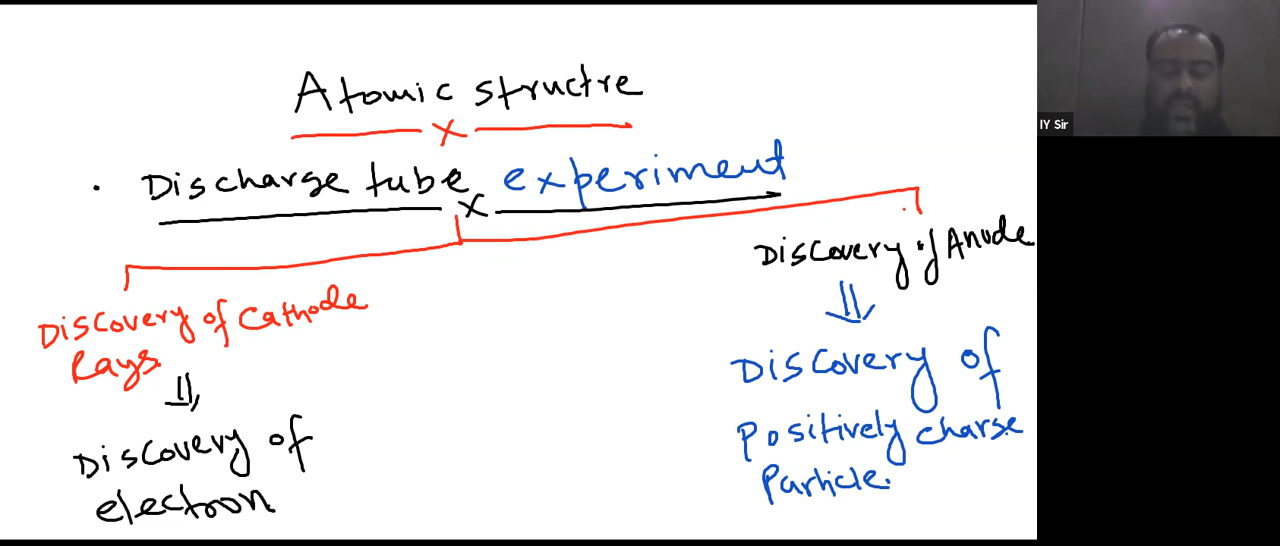 Atomic structre
Discharge tube experiment
Discovery of Cathode
Rays.
Discovery of
electron.
Discovery of Anode
Discovery of
Positively charge
Particle.
IY Sir